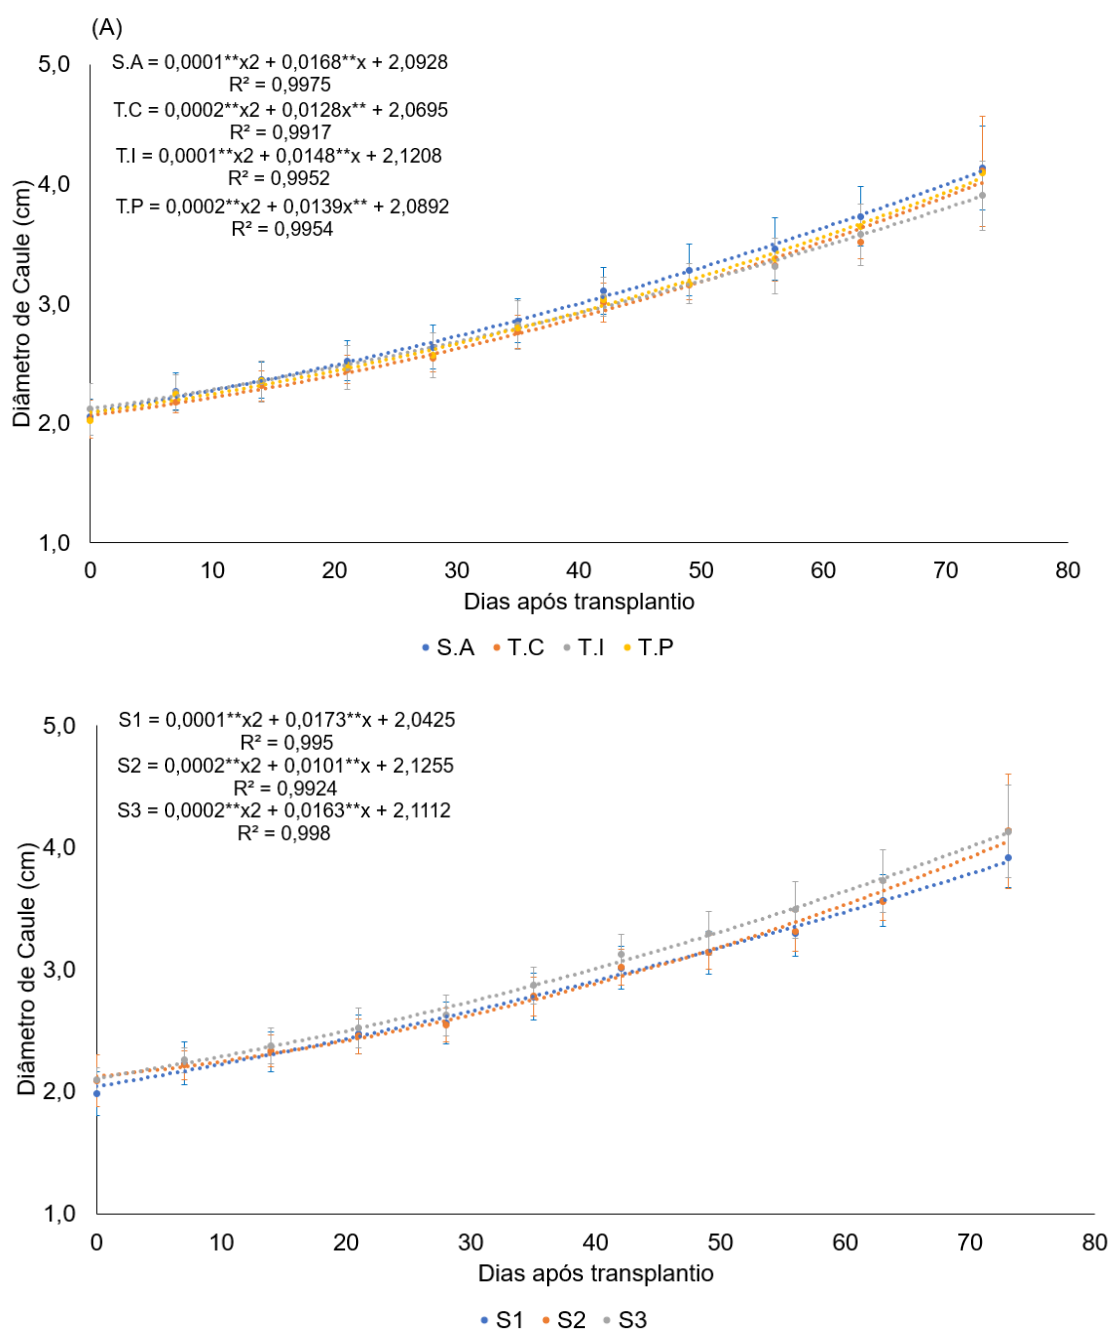 (A)
S.A = 0,0001**x2 + 0,0168**x + 2,0928
R² = 0,9975
T.C = 0,0002**x2 + 0,0128x** + 2,0695
R² = 0,9917
T.I = 0,0001**x2 + 0,0148**x + 2,1208
R² = 0,9952
T.P = 0,0002**x2 + 0,0139x** + 2,0892
R² = 0,9954
Diâmetro de Caule (cm)
5,0
4,0
3,0
2,0
1,0
0 10 20 30 40 50 60 70 80
Dias após transplantio
S.A T.C T.I T.P
S1 = 0,0001**x2 + 0,0173**x + 2,0425
R² = 0,995
S2 = 0,0002**x2 + 0,0101**x + 2,1255
R² = 0,9924
S3 = 0,0002**x2 + 0,0163**x + 2,1112
R² = 0,998
Diâmetro de Caule (cm)
5,0
4,0
3,0
2,0
1,0
0 10 20 30 40 50 60 70 80
Dias após transplantio
S1 S2 S3